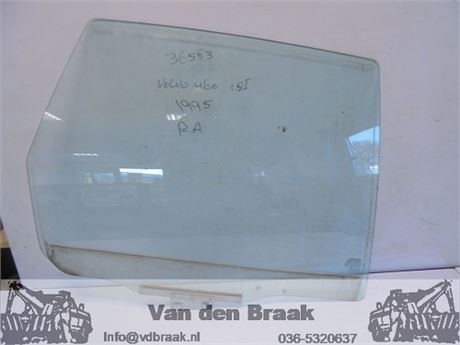 36583
Volvo 460 1.8I
1995
RA
Van den Braak
Info@vdbraak.nl
036-5320637